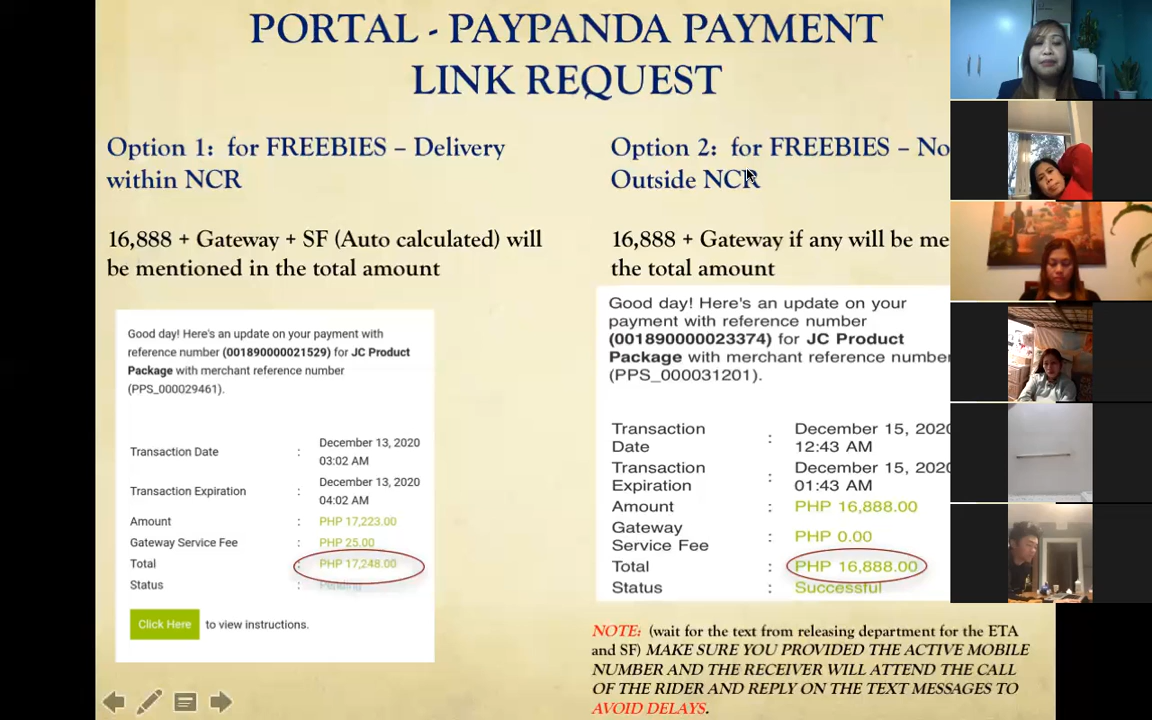 PORTAL - PAYPANDA PAYMENT
LINK REQUEST
Option 1:  for FREEBIES – Delivery
within NCR
16,888 + Gateway + SF (Auto calculated) will
be mentioned in the total amount
Good day! Here's an update on your payment with
reference number (001890000021529) for JC Product
Package with merchant reference number
(PPS_000029461).
Transaction Date : December 13, 2020
03:02 AM
Transaction Expiration : December 13, 2020
04:02 AM
Amount : PHP 17,223.00
Gateway Service Fee : PHP 25.00
Total : PHP 17,248.00
Status : Pending
Click Here to view instructions.
Option 2:  for FREEBIES – No
Outside NCR
16,888 + Gateway if any will be me
the total amount
Good day! Here's an update on your
payment with reference number
(001890000023374) for JC Product
Package with merchant reference number
(PPS_000031201).
Transaction
Date : December 15, 2020
12:43 AM
Transaction
Expiration : December 15, 2020
01:43 AM
Amount : PHP 16,888.00
Gateway
Service Fee : PHP 0.00
Total : PHP 16,888.00
Status : Successful
NOTE:  (wait for the text from releasing department for the ETA
and SF) MAKE SURE YOU PROVIDED THE ACTIVE MOBILE
NUMBER AND THE RECEIVER WILL ATTEND THE CALL
OF THE RIDER AND REPLY ON THE TEXT MESSAGES TO
AVOID DELAYS.